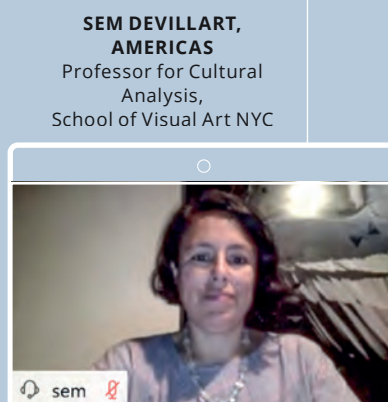 SEM DEVILLART,
AMERICAS
Professor for Cultural
Analysis,
School of Visual Art NYC
sem